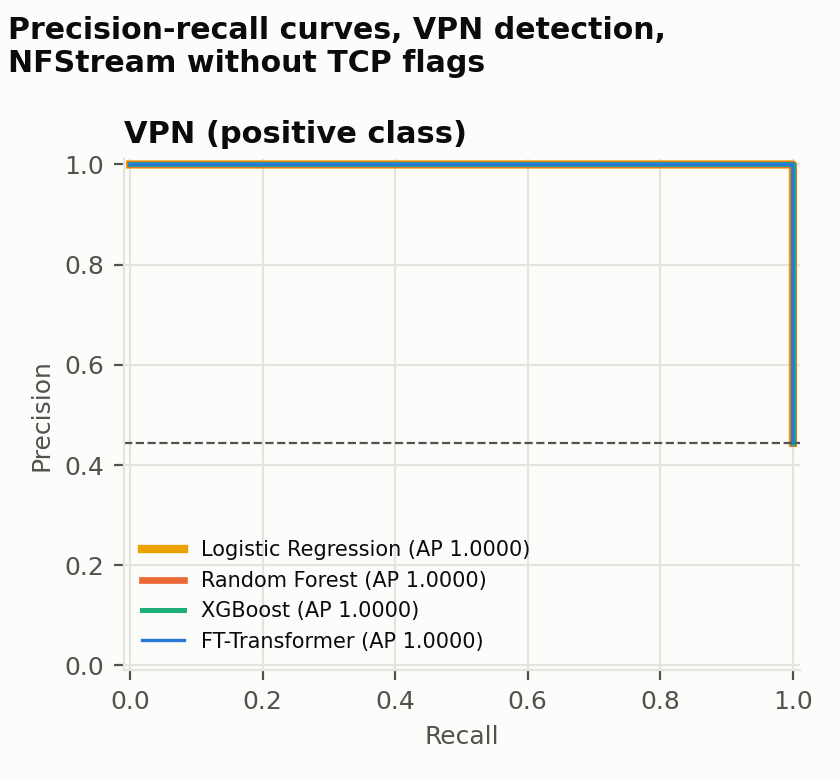 Precision-recall curves, VPN detection,
NFStream without TCP flags
VPN (positive class)
1.0
0.8
0.6
0.4
0.2
0.0
Precision
Logistic Regression (AP 1.0000)
Random Forest (AP 1.0000)
XGBoost (AP 1.0000)
FT-Transformer (AP 1.0000)
0.0 0.2 0.4 0.6 0.8 1.0
Recall